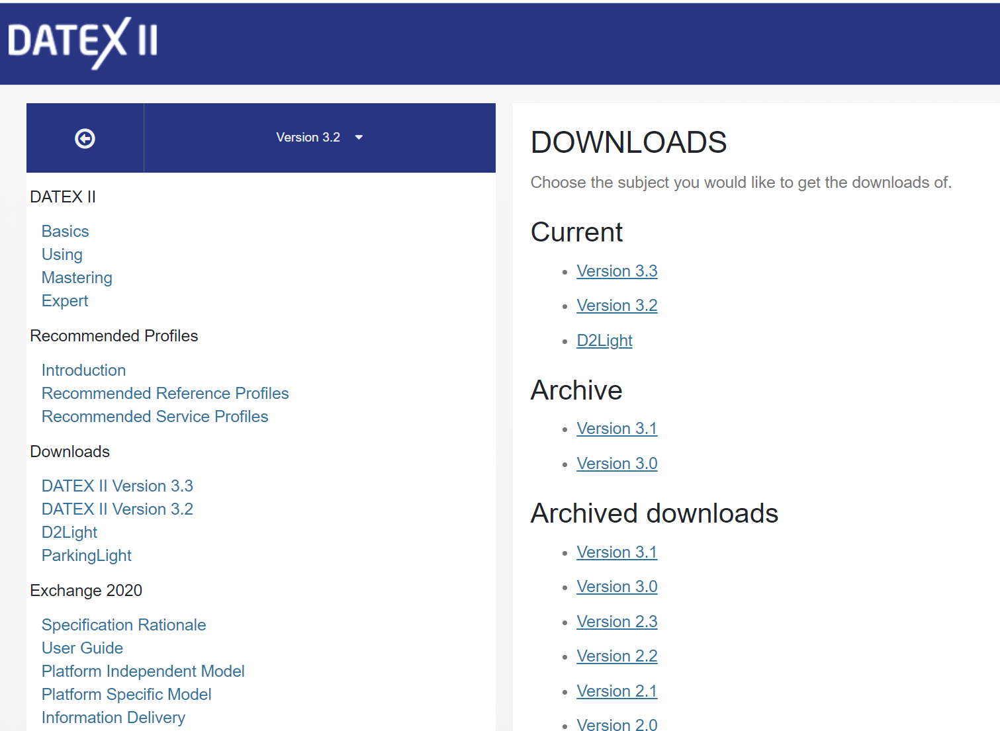 DATEX II
Version 3.2
DATEX II
Basics
Using
Mastering
Expert
Recommended Profiles
Introduction
Recommended Reference Profiles
Recommended Service Profiles
Downloads
DATEX II Version 3.3
DATEX II Version 3.2
D2Light
ParkingLight
Exchange 2020
Specification Rationale
User Guide
Platform Independent Model
Platform Specific Model
Information Delivery
DOWNLOADS
Choose the subject you would like to get the downloads of.
Current
Version 3.3
Version 3.2
D2Light
Archive
Version 3.1
Version 3.0
Archived downloads
Version 3.1
Version 3.0
Version 2.3
Version 2.2
Version 2.1
Version 2.0